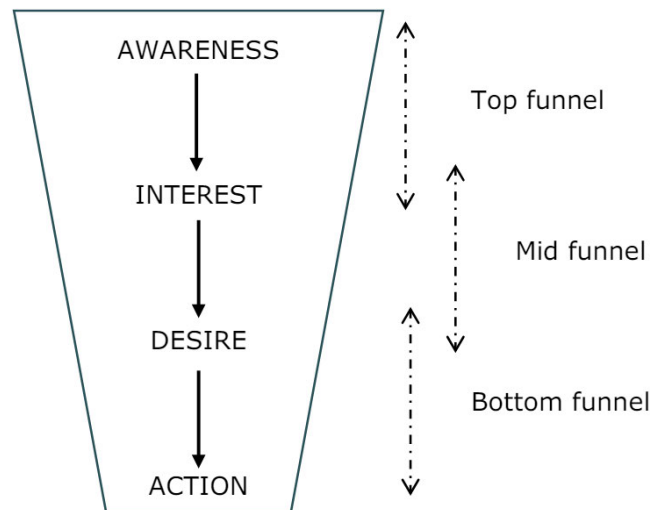 AWARENESS
Top funnel
INTEREST
Mid funnel
DESIRE
Bottom funnel
ACTION